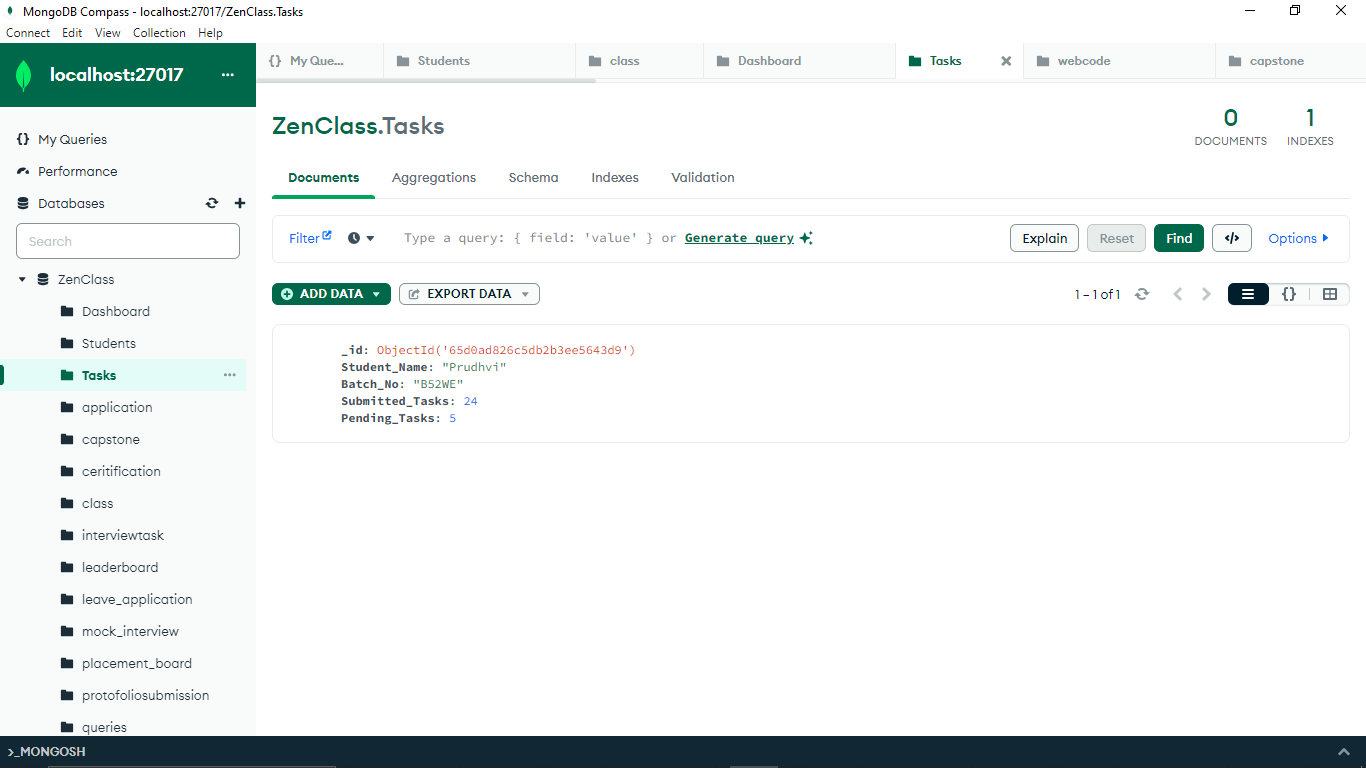 MongoDB Compass - localhost:27017/ZenClass.Tasks
Connect Edit View Collection Help
localhost:27017 ...
{} My Que... Students class Dashboard Tasks webcode capstone
ZenClass.Tasks
0 DOCUMENTS
1 INDEXES
{} My Queries
Performance
Databases
Search
ZenClass
Dashboard
Students
Tasks
application
capstone
ceritification
class
interviewtask
leaderboard
leave_application
mock_interview
placement_board
protofoliosubmission
queries
Documents Aggregations Schema Indexes Validation
Filter Type a query: { field: 'value' } or Generate query Explain Reset Find </> Options
ADD DATA EXPORT DATA 1 – 1 of 1 {}
_id: ObjectId('65d0ad826c5db2b3ee5643d9')
Student_Name: "Prudhvi"
Batch_No: "B52WE"
Submitted_Tasks: 24
Pending_Tasks: 5
>_MONGOSH